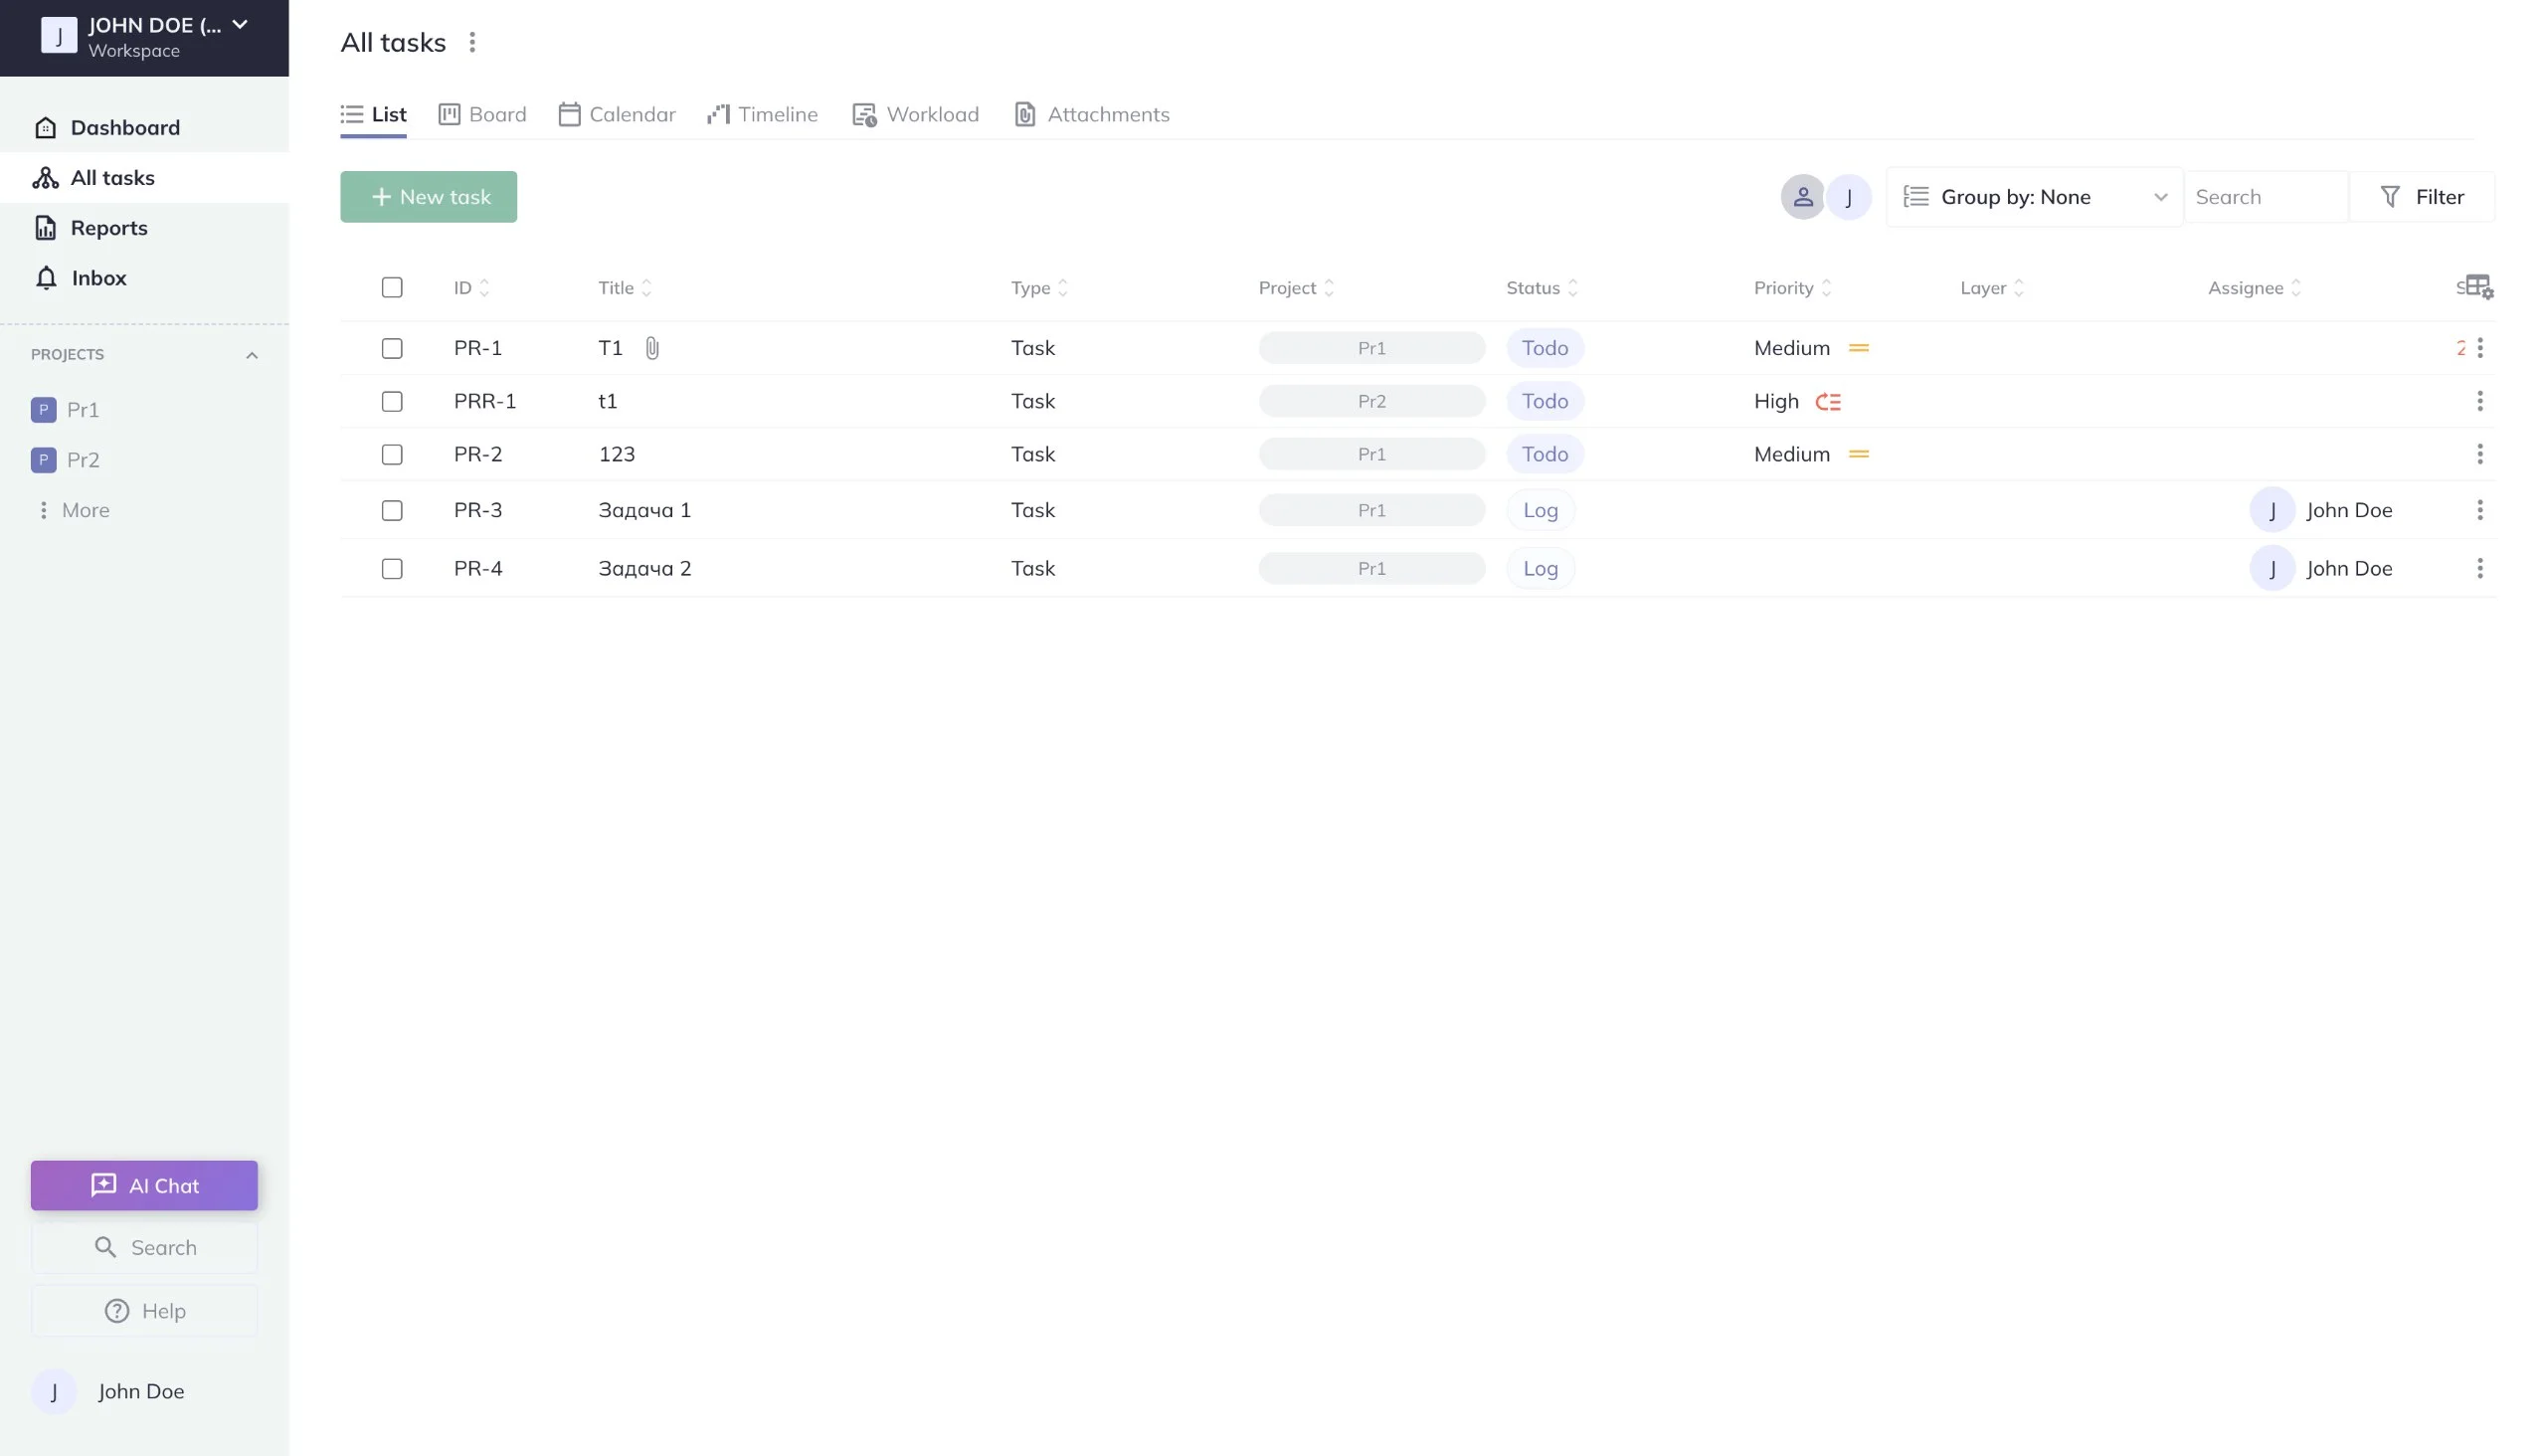 J JOHN DOE (...
Workspace
Dashboard
All tasks
Reports
Inbox
PROJECTS
P Pr1
P Pr2
More
AI Chat
Search
Help
J John Doe
All tasks
List Board Calendar Timeline Workload Attachments
New task
J Group by: None Search Filter
ID Title Type Project Status Priority Layer Assignee S
PR-1 T1 Task Pr1 Todo Medium 2
PRR-1 t1 Task Pr2 Todo High
PR-2 123 Task Pr1 Todo Medium
PR-3 Задача 1 Task Pr1 Log J John Doe
PR-4 Задача 2 Task Pr1 Log J John Doe